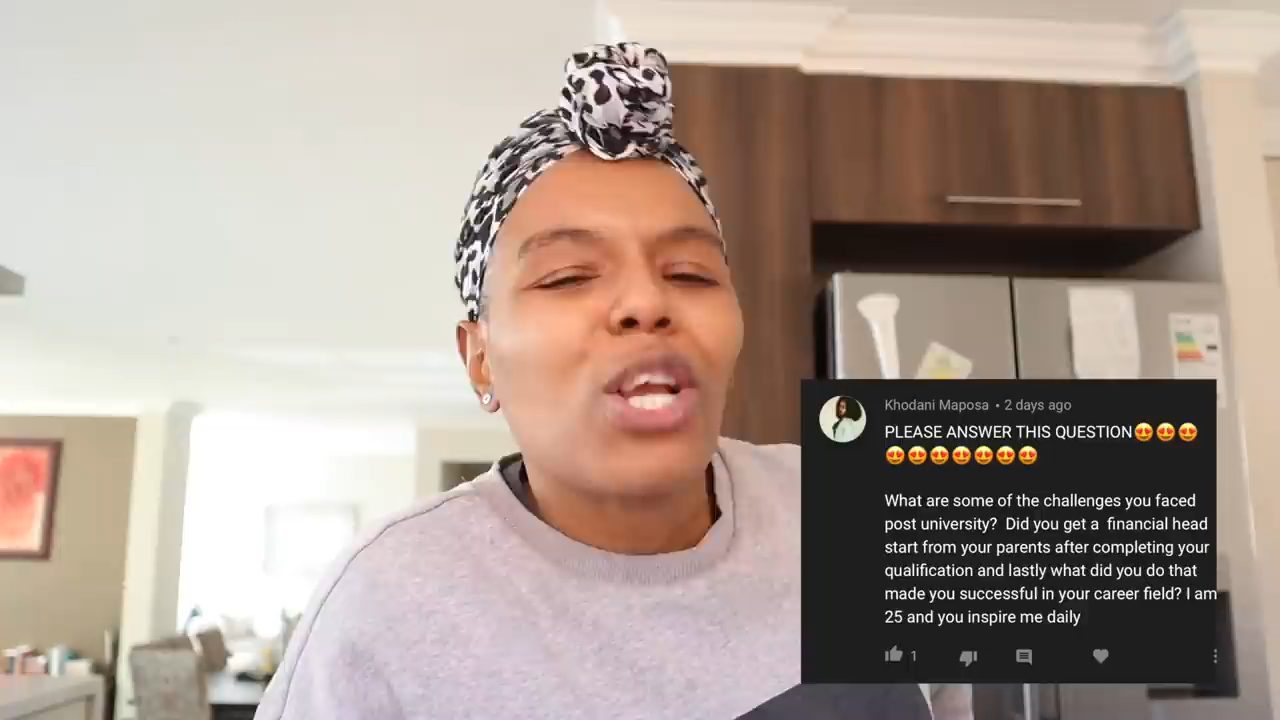 Khodani Maposa • 2 days ago
PLEASE ANSWER THIS QUESTION😍😍😍
😍😍😍😍😍😍😍
What are some of the challenges you faced
post university? Did you get a financial head
start from your parents after completing your
qualification and lastly what did you do that
made you successful in your career field? I am
25 and you inspire me daily
1